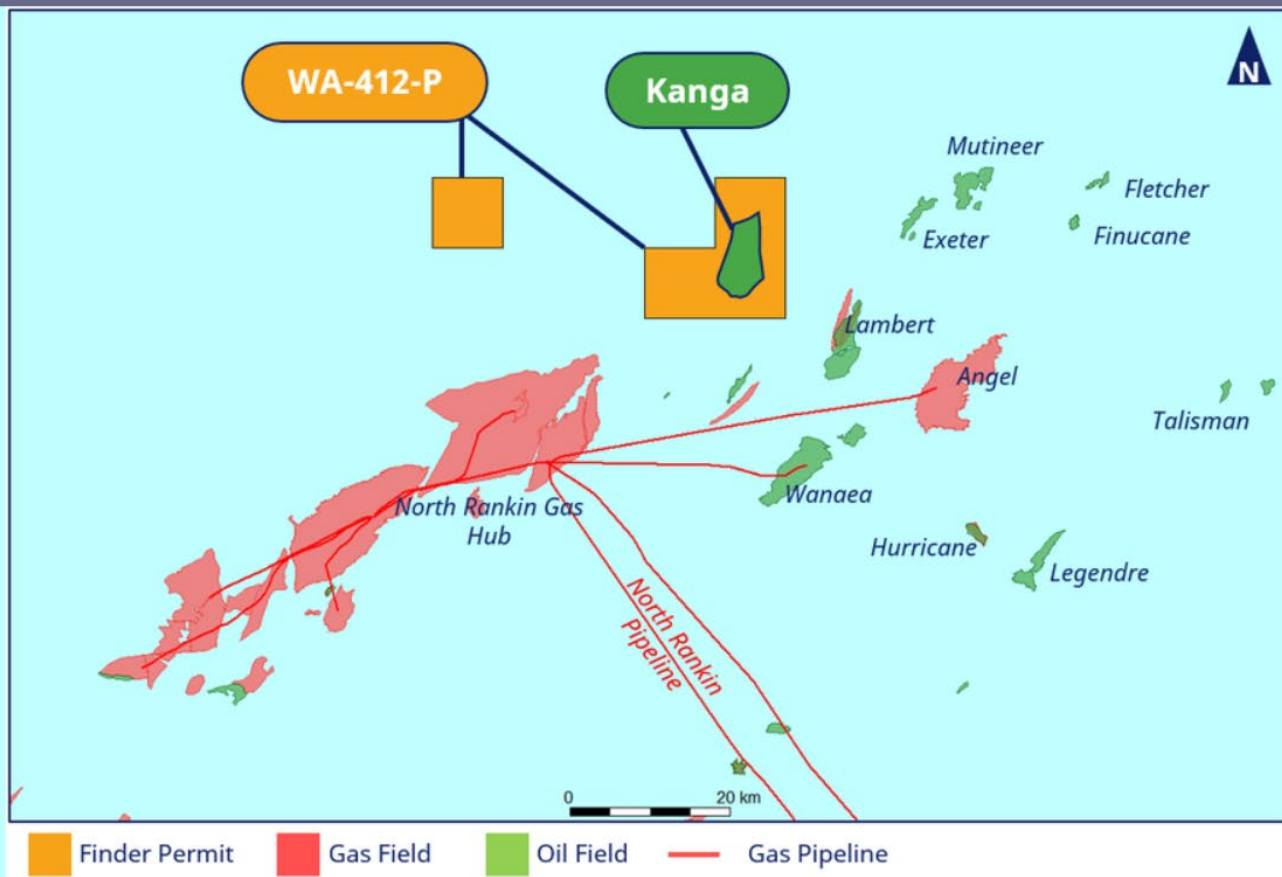 WA-412-P
Kanga
N
Mutineer
Fletcher
Exeter
Finucane
Lambert
Angel
Talisman
Wanaea
North Rankin Gas
Hub
Hurricane
Legendre
North Rankin
Pipeline
0
20 km
Finder Permit
Gas Field
Oil Field
Gas Pipeline